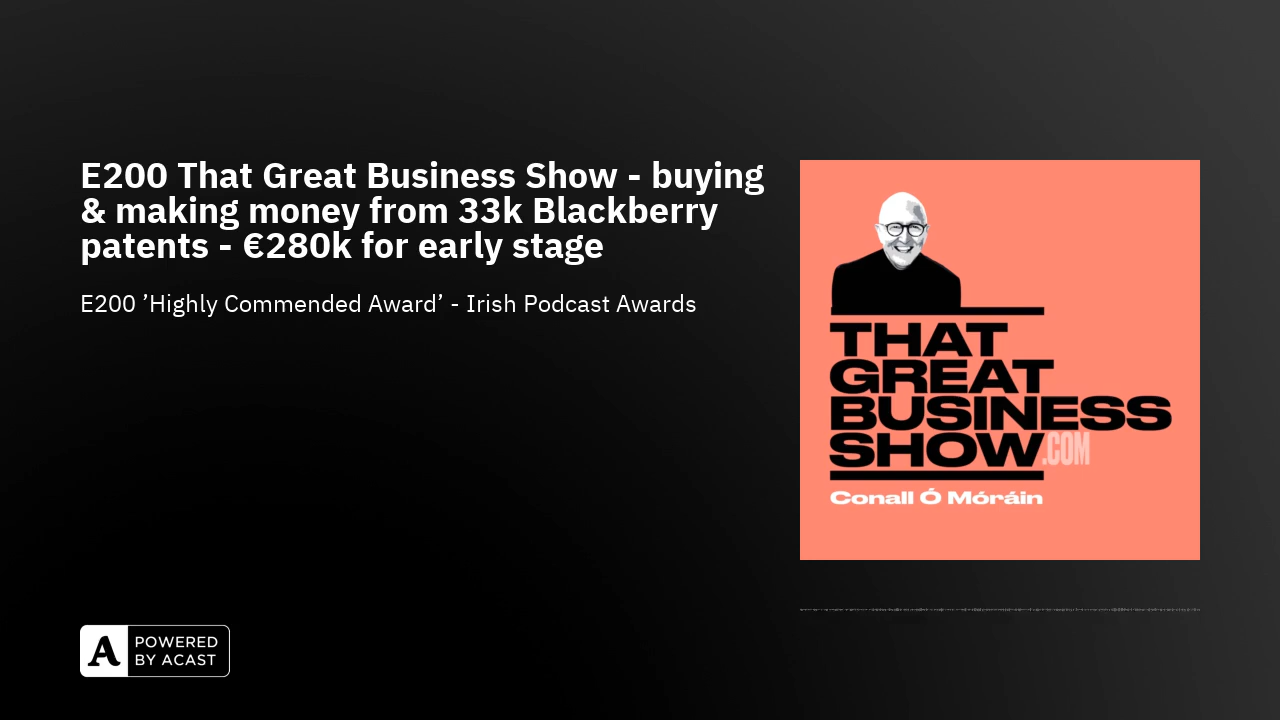 E200 That Great Business Show - buying
& making money from 33k Blackberry
patents - €280k for early stage
E200 ’Highly Commended Award’ - Irish Podcast Awards
THAT
GREAT
BUSINESS
SHOW.COM
Conall Ó Móráin
A POWERED
BY ACAST